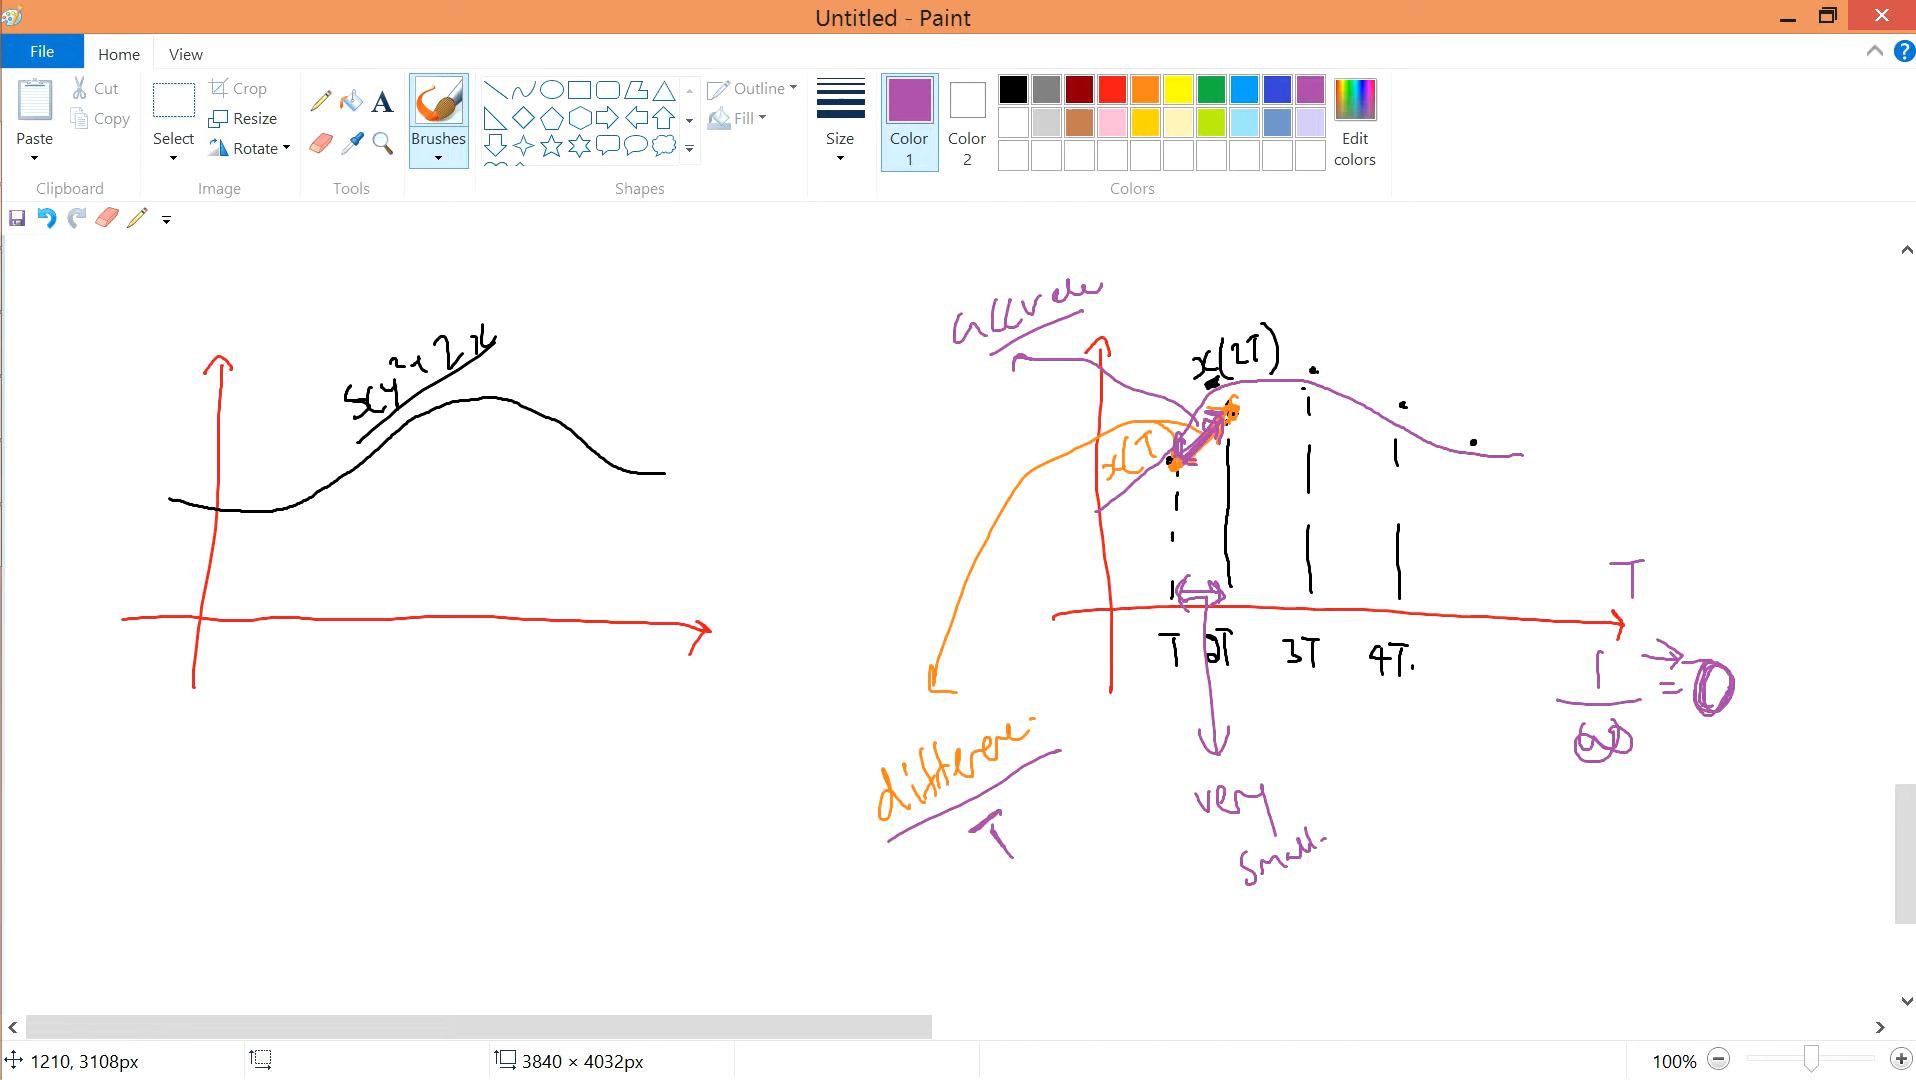 Untitled - Paint
File Home View
Paste
Cut
Copy
Clipboard
Select
Crop
Resize
Rotate
Image
A
Tools
Brushes
Outline
Fill
Shapes
Size
Color 1
Color 2
Edit colors
Colors
x(2T)
x(T
T 2T 3T 4T.
T
1
= 0
∞
T
very
small.
1210, 3108px
3840 × 4032px
100%